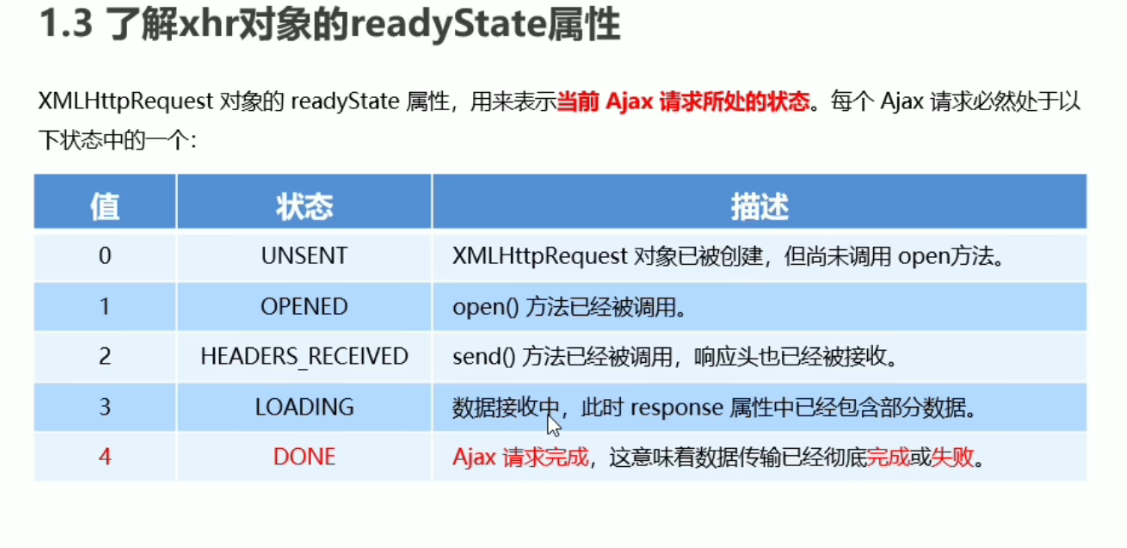 1.3 了解xhr对象的readyState属性
XMLHttpRequest 对象的 readyState 属性，用来表示当前 Ajax 请求所处的状态。每个 Ajax 请求必然处于以
下状态中的一个：
值 状态 描述
0 UNSENT XMLHttpRequest 对象已被创建，但尚未调用 open方法。
1 OPENED open() 方法已经被调用。
2 HEADERS_RECEIVED send() 方法已经被调用，响应头也已经被接收。
3 LOADING 数据接收中，此时 response 属性中已经包含部分数据。
4 DONE Ajax 请求完成，这意味着数据传输已经彻底完成或失败。